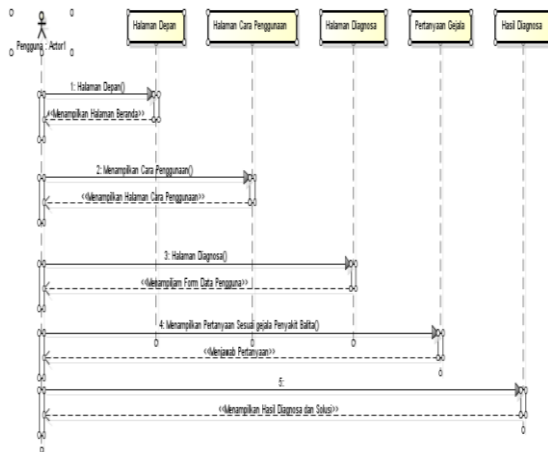 Pengguna : Actor1
Halaman Depan
Halaman Cara Penggunaan
Halaman Diagnosa
Pertanyaan Gejala
Hasil Diagnosa
1: Halaman Depan()
<<Menampilkan Halaman Beranda>>
2: Menampilkan Cara Penggunaan()
<<Menampilkan Halaman Cara Penggunaan>>
3: Halaman Diagnosa()
<<Menampiljam Form Data Pengguna>>
4: Menampilkan Pertanyaan Sesuai gejala Penyakit Balita()
<<Menjawab Pertanyaan>>
5:
<<Menampilkan Hasil Diagnosa dan Solusi>>